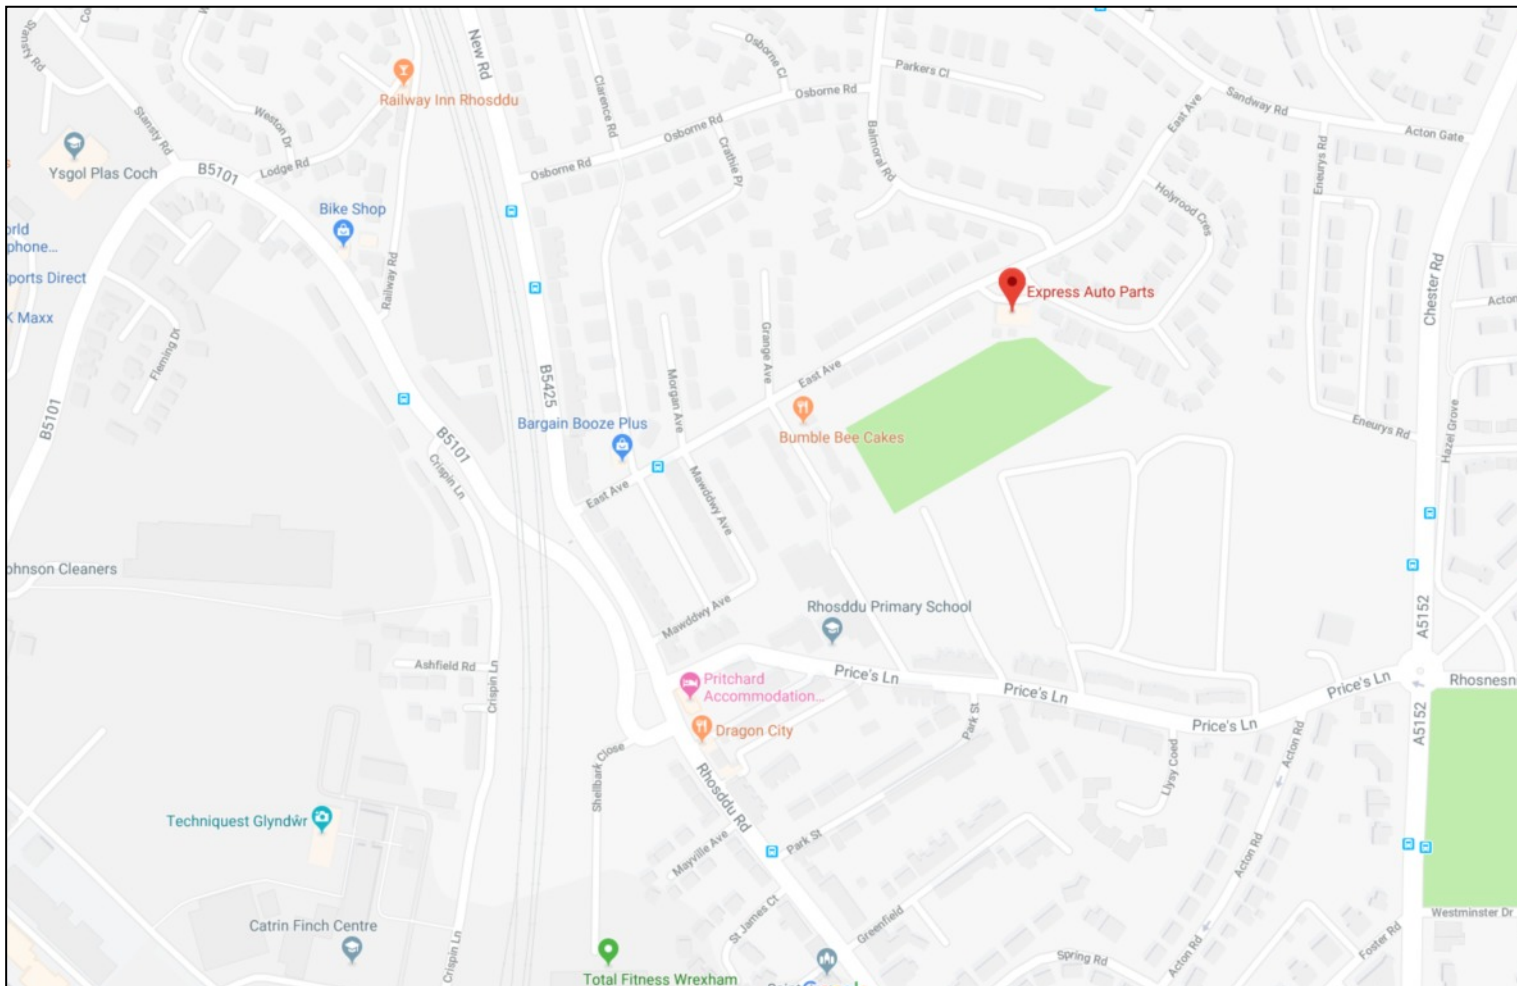 Stansty Rd
New Rd
Railway Inn Rhosddu
Clarence Rd
Osborne Cl
Osborne Rd
Parkers Cl
Sandway Rd
East Ave
Acton Gate
Stansty Rd
Weston Dr
Ysgol Plas Coch
B5101
Lodge Rd
Osborne Rd
Osborne Rd
Crathie Pl
Balmoral Rd
Eneurys Rd
Holyrood Cres
Bike Shop
orld
phone...
Sports Direct
K Maxx
Railway Rd
Fleming Dr
Express Auto Parts
Chester Rd
Acton
Grange Ave
East Ave
Morgan Ave
B5425
B5101
B5101
Crispin Ln
Bargain Booze Plus
Bumble Bee Cakes
Eneurys Rd
Hazel Grove
East Ave
Mawddwy Ave
ohnson Cleaners
Mawddwy Ave
Rhosddu Primary School
A5152
Ashfield Rd
Crispin Ln
Pritchard
Accommodation...
Price's Ln
Price's Ln
Price's Ln
Price's Ln
Rhosnesn
Dragon City
Park St
A5152
Shellbark Close
Rhosddu Rd
Llysy Coed
Acton Rd
Techniquest Glyndŵr
Mayville Ave
Park St
Acton Rd
Catrin Finch Centre
Crispin Ln
St James Ct
Greenfield
Westminster Dr
Foster Rd
Acton Rd
Spring Rd
Total Fitness Wrexham